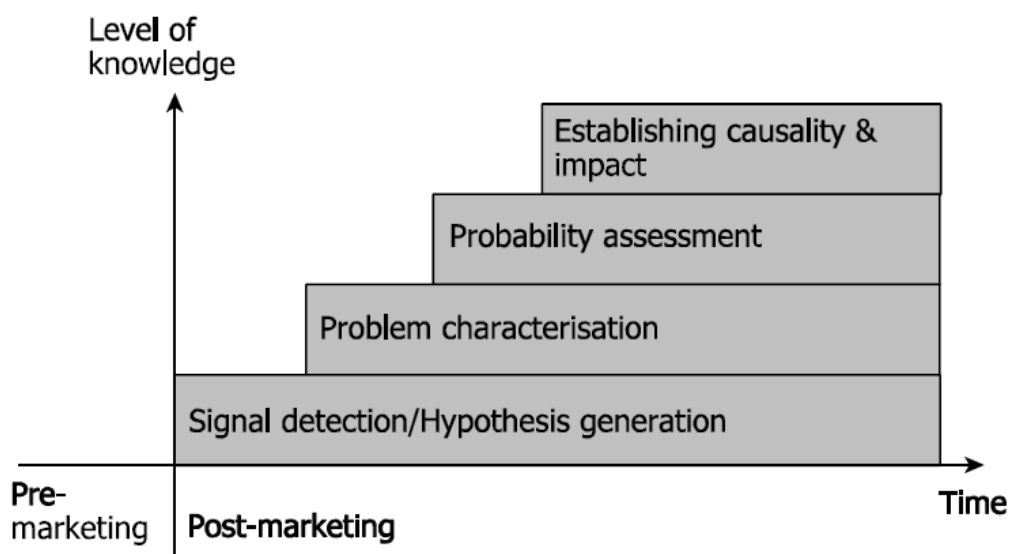 Level of
knowledge
Establishing causality &
impact
Probability assessment
Problem characterisation
Signal detection/Hypothesis generation
Pre-
marketing
Post-marketing
Time